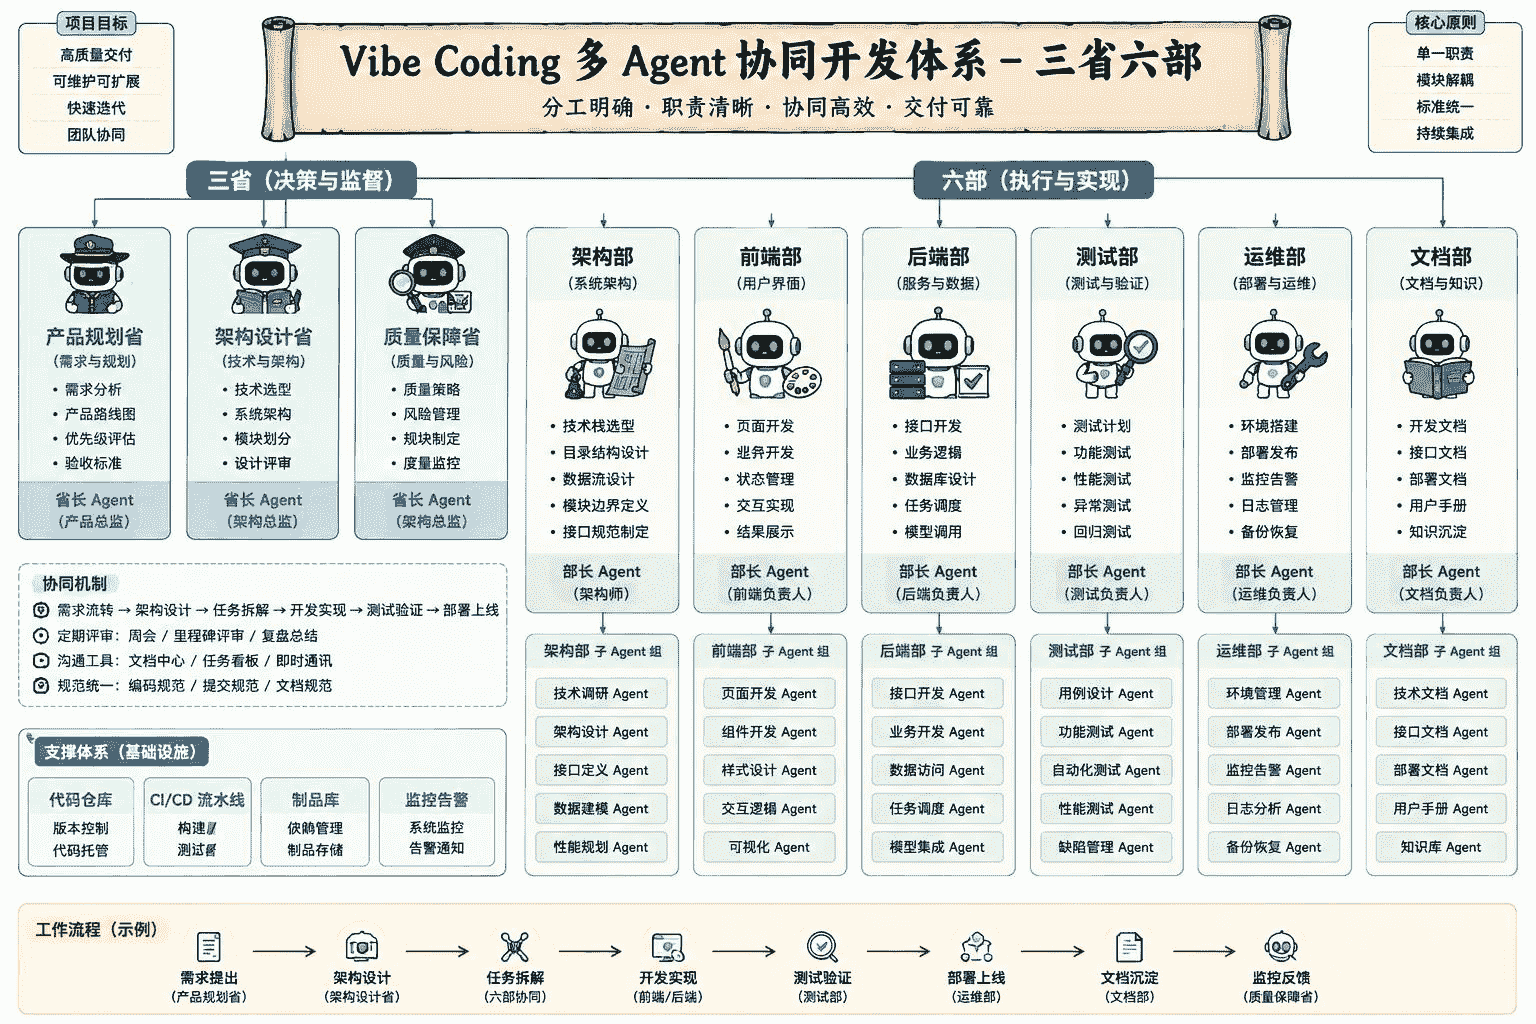 项目目标
高质量交付
可维护可扩展
快速迭代
团队协同
Vibe Coding 多 Agent 协同开发体系 – 三省六部
分工明确 · 职责清晰 · 协同高效 · 交付可靠
核心原则
单一职责
模块解耦
标准统一
持续集成
三省（决策与监督）
六部（执行与实现）
产品规划省
（需求与规划）
• 需求分析
• 产品路线图
• 优先级评估
• 验收标准
省长 Agent
（产品总监）
架构设计省
（技术与架构）
• 技术选型
• 系统架构
• 模块划分
• 设计评审
省长 Agent
（架构总监）
质量保障省
（质量与风险）
• 质量策略
• 风险管理
• 规块制定
• 度量监控
省长 Agent
（架构总监）
架构部
（系统架构）
• 技术栈选型
• 目录结构设计
• 数据流设计
• 模块边界定义
• 接口规范制定
部长 Agent
（架构师）
前端部
（用户界面）
• 页面开发
• 业务开发
• 状态管理
• 交互实现
• 结果展示
部长 Agent
（前端负责人）
后端部
（服务与数据）
• 接口开发
• 业务逻辑
• 数据库设计
• 任务调度
• 模型调用
部长 Agent
（后端负责人）
测试部
（测试与验证）
• 测试计划
• 功能测试
• 性能测试
• 异常测试
• 回归测试
部长 Agent
（测试负责人）
运维部
（部署与运维）
• 环境搭建
• 部署发布
• 监控告警
• 日志管理
• 备份恢复
部长 Agent
（运维负责人）
文档部
（文档与知识）
• 开发文档
• 接口文档
• 部署文档
• 用户手册
• 知识沉淀
部长 Agent
（文档负责人）
协同机制
需求流转 → 架构设计 → 任务拆解 → 开发实现 → 测试验证 → 部署上线
定期评审：周会 / 里程碑评审 / 复盘总结
沟通工具：文档中心 / 任务看板 / 即时通讯
规范统一：编码规范 / 提交规范 / 文档规范
支撑体系（基础设施）
代码仓库
版本控制
代码托管
CI/CD 流水线
构建
测试
制品库
管理
制品存储
监控告警
系统监控
告警通知
架构部 子 Agent 组
技术调研 Agent
架构设计 Agent
接口定义 Agent
数据建模 Agent
性能规划 Agent
前端部 子 Agent 组
页面开发 Agent
组件开发 Agent
样式设计 Agent
交互逻辑 Agent
可视化 Agent
后端部 子 Agent 组
接口开发 Agent
业务开发 Agent
数据访问 Agent
任务调度 Agent
模型集成 Agent
测试部 子 Agent 组
用例设计 Agent
功能测试 Agent
自动化测试 Agent
性能测试 Agent
缺陷管理 Agent
运维部 子 Agent 组
环境管理 Agent
部署发布 Agent
监控告警 Agent
日志分析 Agent
备份恢复 Agent
文档部 子 Agent 组
技术文档 Agent
接口文档 Agent
部署文档 Agent
用户手册 Agent
知识库 Agent
工作流程（示例）
需求提出
（产品规划省）
架构设计
（架构设计省）
任务拆解
（六部协同）
开发实现
（前端/后端）
测试验证
（测试部）
部署上线
（运维部）
文档沉淀
（文档部）
监控反馈
（质量保障省）